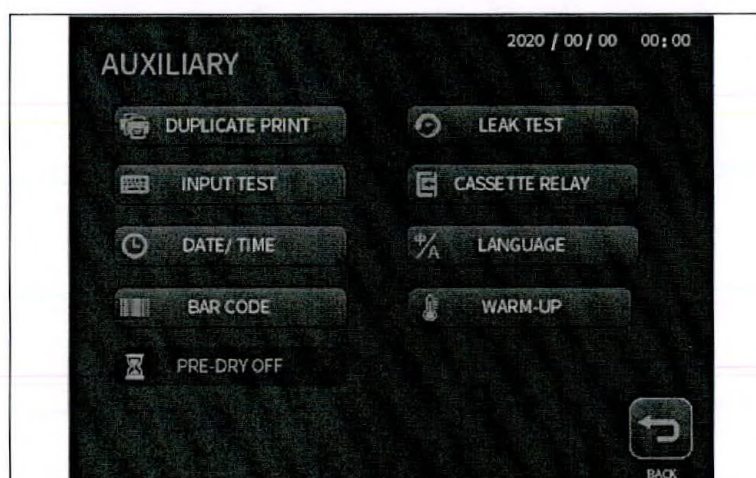 2020 / 00 / 00 00:00
AUXILIARY
DUPLICATE PRINT
LEAK TEST
INPUT TEST
CASSETTE RELAY
DATE/ TIME
中/A LANGUAGE
BAR CODE
WARM-UP
PRE-DRY OFF
BACK